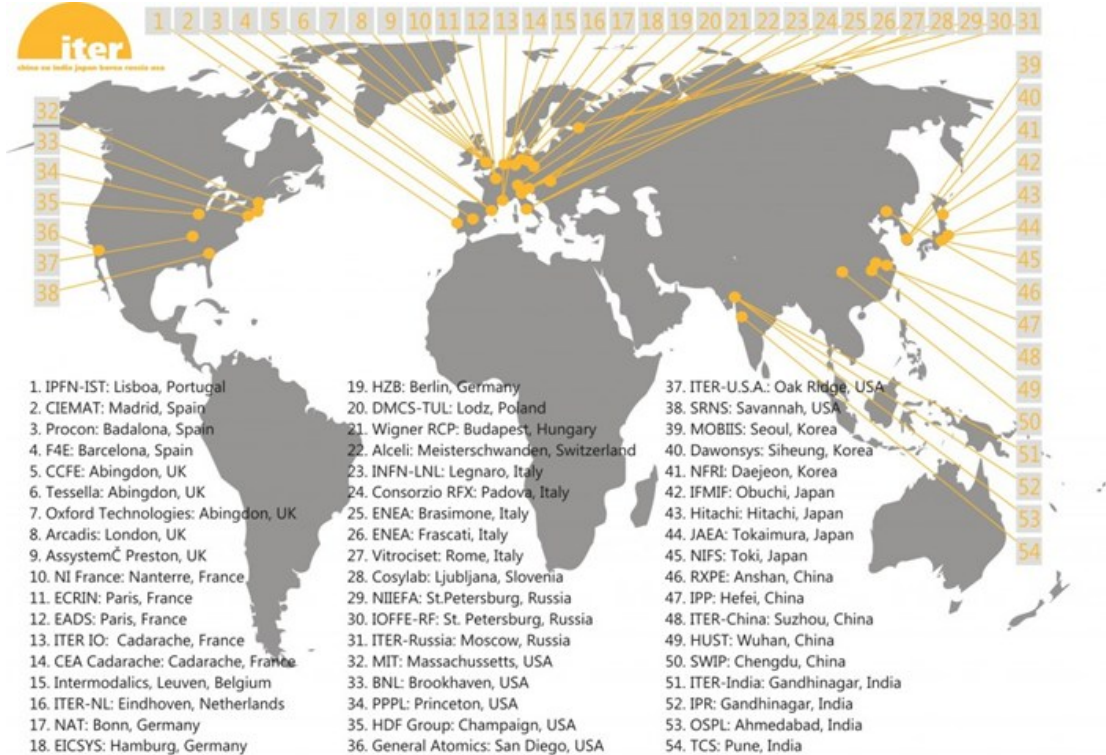 1 2 3 4 5 6 7 8 9 10 11 12 13 14 15 16 17 18 19 20 21 22 23 24 25 26 27 28 29 30 31
iter
china eu india japan korea russia usa
32
33
34
35
36
37
38
39
40
41
42
43
44
45
46
47
48
49
50
51
52
53
54
1. IPFN-IST: Lisboa, Portugal
2. CIEMAT: Madrid, Spain
3. Procon: Badalona, Spain
4. F4E: Barcelona, Spain
5. CCFE: Abingdon, UK
6. Tessella: Abingdon, UK
7. Oxford Technologies: Abingdon, UK
8. Arcadis: London, UK
9. AssystemČ Preston, UK
10. NI France: Nanterre, France
11. ECRIN: Paris, France
12. EADS: Paris, France
13. ITER IO: Cadarache, France
14. CEA Cadarache: Cadarache, France
15. Intermodalics, Leuven, Belgium
16. ITER-NL: Eindhoven, Netherlands
17. NAT: Bonn, Germany
18. EICSYS: Hamburg, Germany
19. HZB: Berlin, Germany
20. DMCS-TUL: Lodz, Poland
21. Wigner RCP: Budapest, Hungary
22. Alceli: Meisterschwanden, Switzerland
23. INFN-LNL: Legnaro, Italy
24. Consorzio RFX: Padova, Italy
25. ENEA: Brasimone, Italy
26. ENEA: Frascati, Italy
27. Vitrociset: Rome, Italy
28. Cosylab: Ljubljana, Slovenia
29. NIIEFA: St.Petersburg, Russia
30. IOFFE-RF: St. Petersburg, Russia
31. ITER-Russia: Moscow, Russia
32. MIT: Massachussetts, USA
33. BNL: Brookhaven, USA
34. PPPL: Princeton, USA
35. HDF Group: Champaign, USA
36. General Atomics: San Diego, USA
37. ITER-U.S.A.: Oak Ridge, USA
38. SRNS: Savannah, USA
39. MOBIIS: Seoul, Korea
40. Dawonsys: Siheung, Korea
41. NFRI: Daejeon, Korea
42. IFMIF: Obuchi, Japan
43. Hitachi: Hitachi, Japan
44. JAEA: Tokaimura, Japan
45. NIFS: Toki, Japan
46. RXPE: Anshan, China
47. IPP: Hefei, China
48. ITER-China: Suzhou, China
49. HUST: Wuhan, China
50. SWIP: Chengdu, China
51. ITER-India: Gandhinagar, India
52. IPR: Gandhinagar, India
53. OSPL: Ahmedabad, India
54. TCS: Pune, India